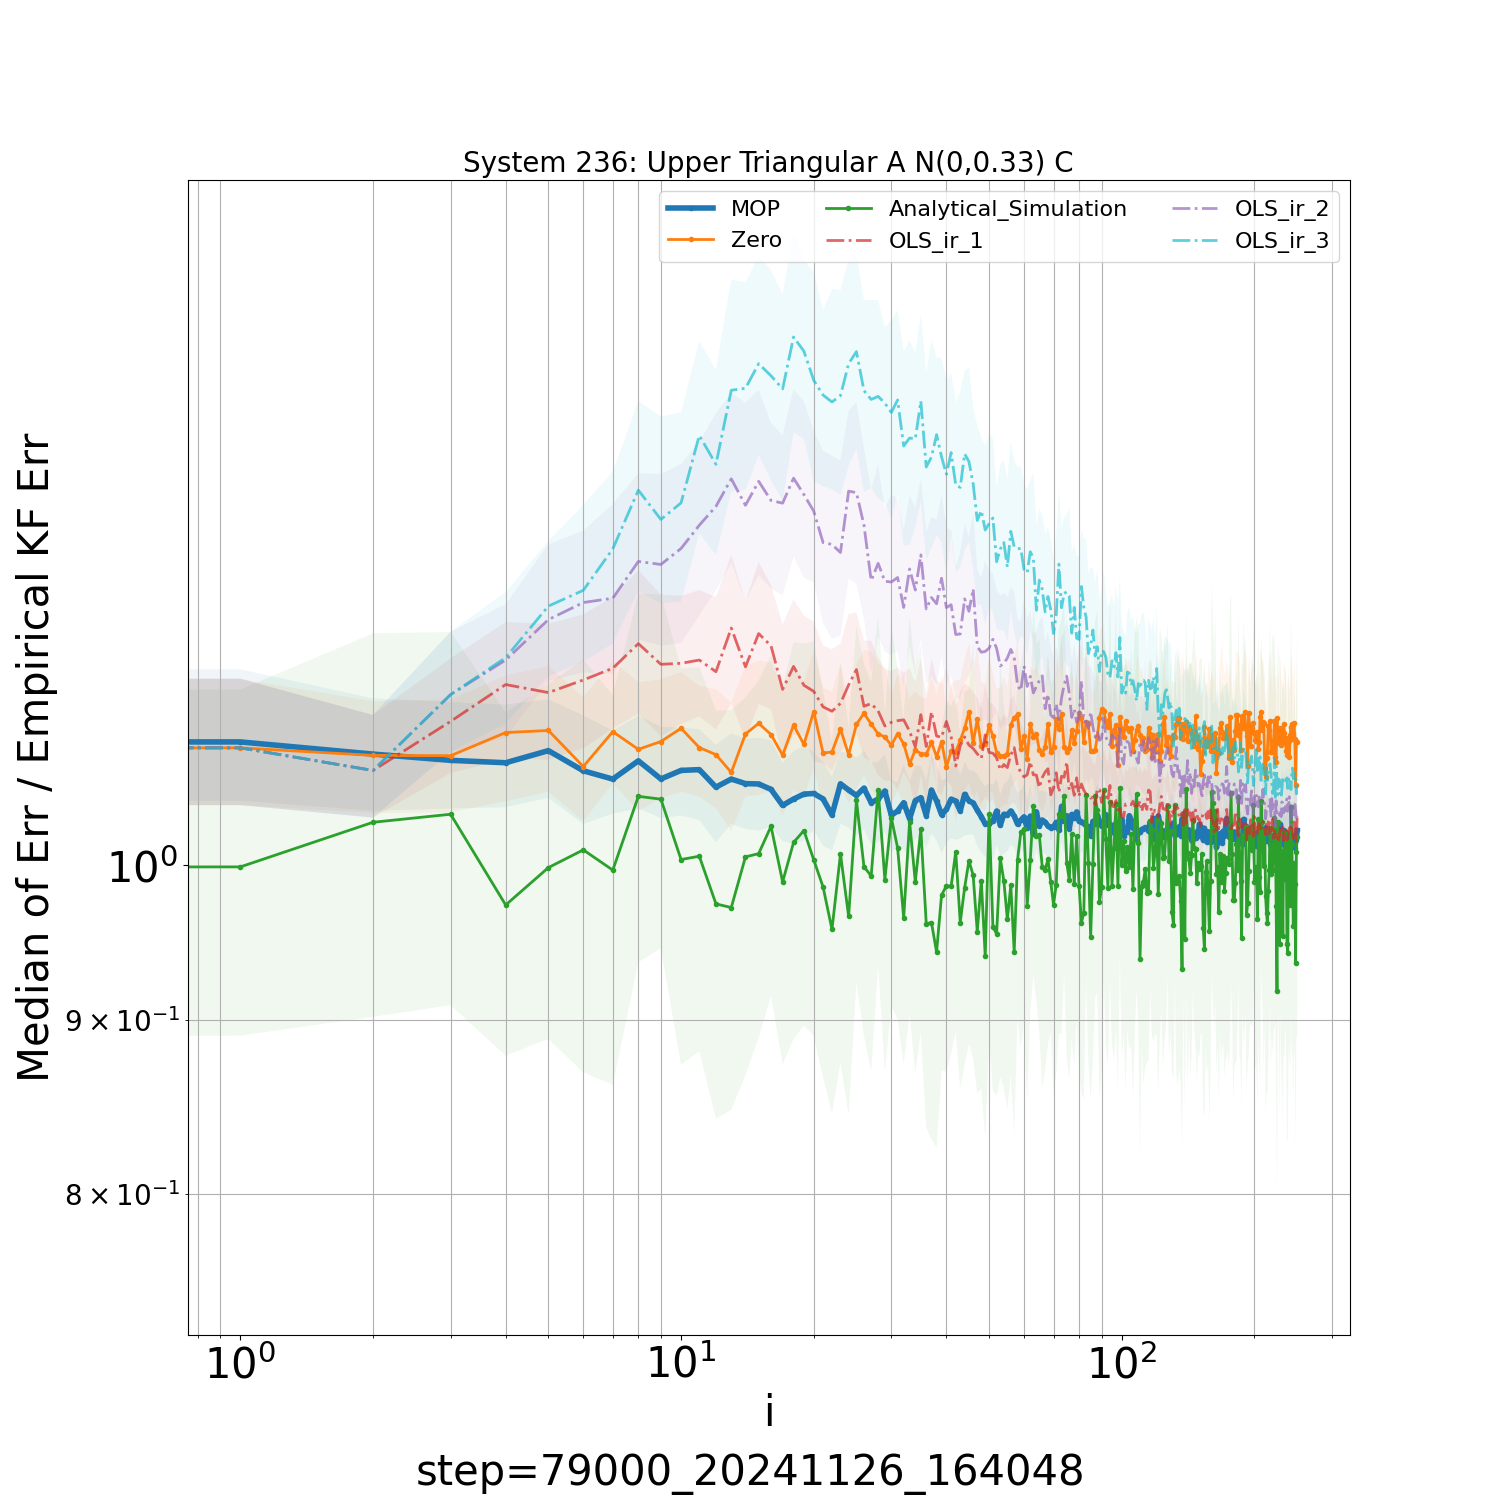 System 236: Upper Triangular A N(0,0.33) C
MOP
Zero
Analytical_Simulation
OLS_ir_1
OLS_ir_2
OLS_ir_3
Median of Err / Empirical KF Err
10⁰
9 × 10⁻¹
8 × 10⁻¹
10⁰
10¹
10²
i
step=79000_20241126_164048